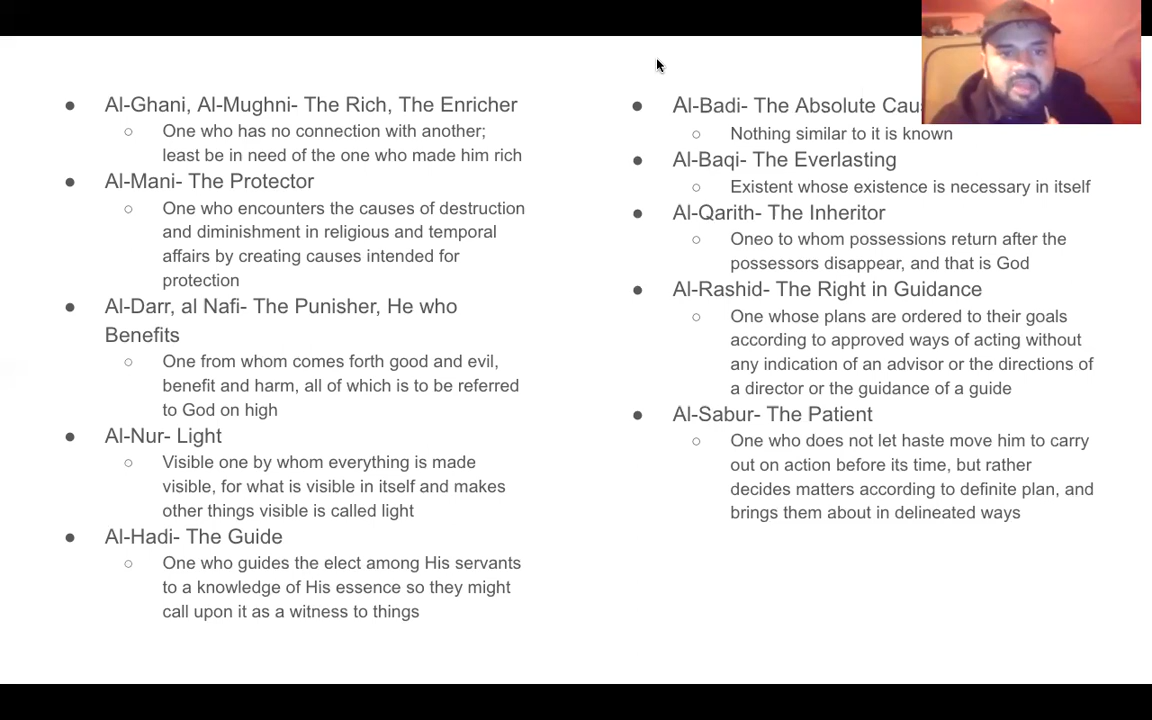 ● Al-Ghani, Al-Mughni- The Rich, The Enricher
○ One who has no connection with another;
least be in need of the one who made him rich
● Al-Mani- The Protector
○ One who encounters the causes of destruction
and diminishment in religious and temporal
affairs by creating causes intended for
protection
● Al-Darr, al Nafi- The Punisher, He who
Benefits
○ One from whom comes forth good and evil,
benefit and harm, all of which is to be referred
to God on high
● Al-Nur- Light
○ Visible one by whom everything is made
visible, for what is visible in itself and makes
other things visible is called light
● Al-Hadi- The Guide
○ One who guides the elect among His servants
to a knowledge of His essence so they might
call upon it as a witness to things
● Al-Badi- The Absolute
○ Nothing similar to it is known
● Al-Baqi- The Everlasting
○ Existent whose existence is necessary in itself
● Al-Qarith- The Inheritor
○ Oneo to whom possessions return after the
possessors disappear, and that is God
● Al-Rashid- The Right in Guidance
○ One whose plans are ordered to their goals
according to approved ways of acting without
any indication of an advisor or the directions of
a director or the guidance of a guide
● Al-Sabur- The Patient
○ One who does not let haste move him to carry
out on action before its time, but rather
decides matters according to definite plan, and
brings them about in delineated ways